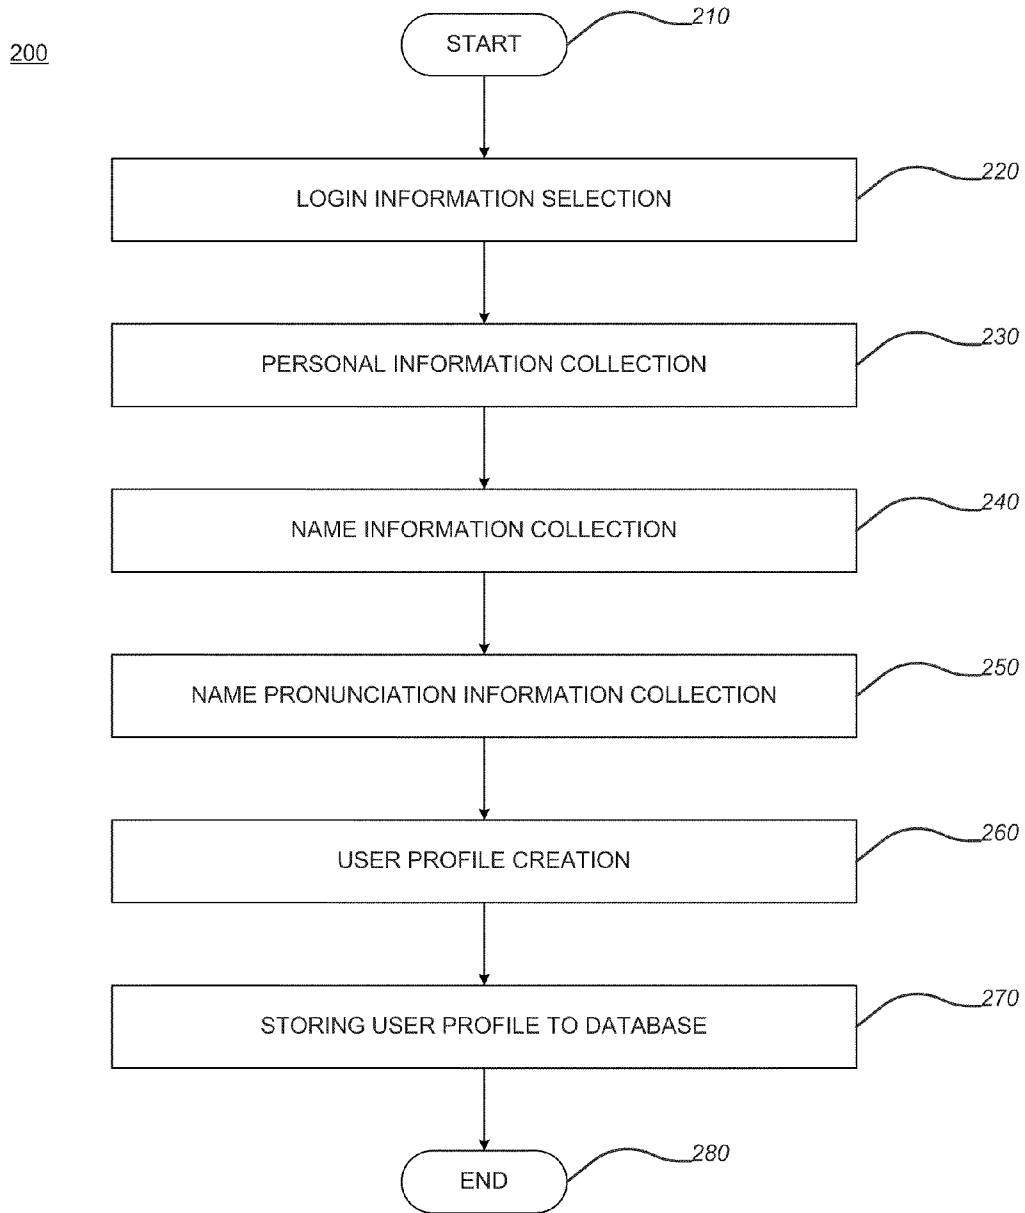 210
START
200
220
LOGIN INFORMATION SELECTION
230
PERSONAL INFORMATION COLLECTION
240
NAME INFORMATION COLLECTION
250
NAME PRONUNCIATION INFORMATION COLLECTION
260
USER PROFILE CREATION
270
STORING USER PROFILE TO DATABASE
280
END